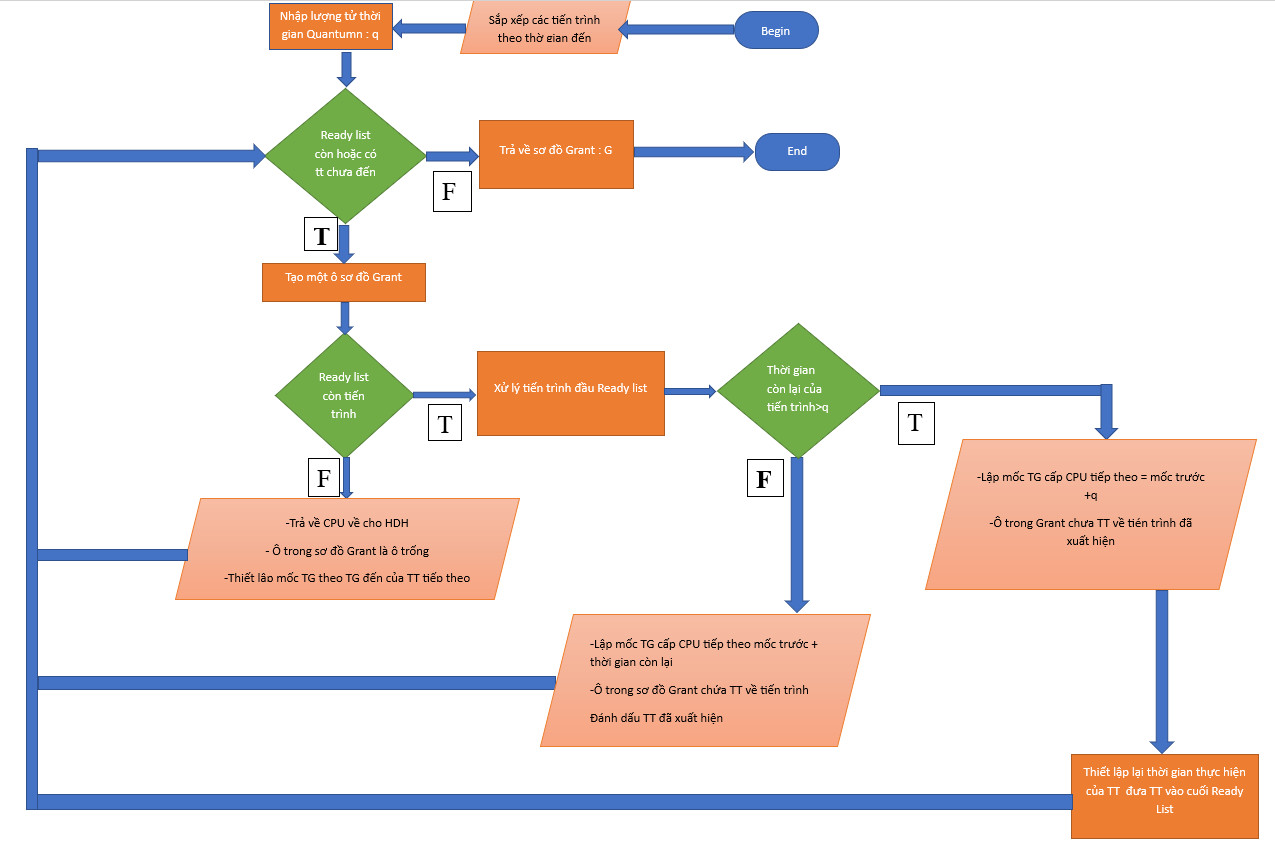 Begin
Sắp xếp các tiến trình
theo thờ gian đến
Nhập lượng tử thời
gian Quantumn : q
Ready list
còn hoặc có
tt chưa đến
F
Trả về sơ đồ Grant : G
End
T
Tạo một ô sơ đồ Grant
Ready list
còn tiến
trình
T
Xử lý tiến trình đầu Ready list
Thời gian
còn lại của
tiến trình>q
T
F
F
-Trả về CPU về cho HDH
- Ô trong sơ đồ Grant là ô trống
-Thiết lập mốc TG theo TG đến của TT tiếp theo
-Lập mốc TG cấp CPU tiếp theo = mốc trước
+q
-Ô trong Grant chưa TT về tién trình đã
xuất hiện
-Lập mốc TG cấp CPU tiếp theo mốc trước +
thời gian còn lại
-Ô trong sơ đồ Grant chứa TT về tiến trình
Đánh dấu TT đã xuất hiện
Thiết lập lại thời gian thực hiện
của TT đưa TT vào cuối Ready
List